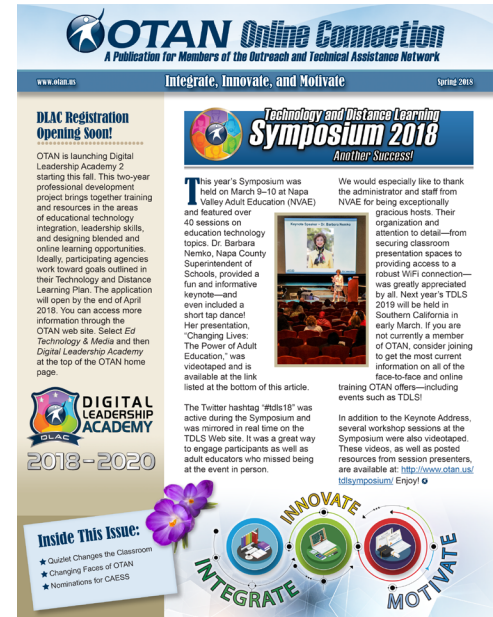 OTAN Online Connection
A Publication for Members of the Outreach and Technical Assistance Network
www.otan.us
Integrate, Innovate, and Motivate
Spring 2018
DLAC Registration
Opening Soon!
OTAN is launching Digital
Leadership Academy 2
starting this fall. This two-year
professional development
project brings together training
and resources in the areas
of educational technology
integration, leadership skills,
and designing blended and
online learning opportunities.
Ideally, participating agencies
work toward goals outlined in
their Technology and Distance
Learning Plan. The application
will open by the end of April
2018. You can access more
information through the
OTAN web site. Select Ed
Technology & Media and then
Digital Leadership Academy
at the top of the OTAN home
page.
DLAC
DIGITAL
LEADERSHIP
ACADEMY
2018-2020
Inside This Issue:
Quizlet Changes the Classroom
Changing Faces of OTAN
Nominations for CAESS
Technology and Distance Learning
Symposium 2018
Another Success!
This year's Symposium was
held on March 9–10 at Napa
Valley Adult Education (NVAE)
and featured over
40 sessions on
education technology
topics. Dr. Barbara
Nemko, Napa County
Superintendent of
Schools, provided a
fun and informative
keynote—and
even included a
short tap dance!
Her presentation,
"Changing Lives:
The Power of Adult
Education," was
videotaped and is
available at the link
listed at the bottom of this article.
The Twitter hashtag "#tdls18" was
active during the Symposium and
was mirrored in real time on the
TDLS Web site. It was a great way
to engage participants as well as
adult educators who missed being
at the event in person.
Keynote Speaker – Dr. Barbara Nemko
We would especially like to thank
the administrator and staff from
NVAE for being exceptionally
gracious hosts. Their
organization and
attention to detail—from
securing classroom
presentation spaces to
providing access to a
robust WiFi connection—
was greatly appreciated
by all. Next year's TDLS
2019 will be held in
Southern California in
early March. If you are
not currently a member
of OTAN, consider joining
to get the most current
information on all of the
face-to-face and online
training OTAN offers—including
events such as TDLS!
In addition to the Keynote Address,
several workshop sessions at the
Symposium were also videotaped.
These videos, as well as posted
resources from session presenters,
are available at: http://www.otan.us/
tdlsymposium/ Enjoy!
INTEGRATE
INNOVATE
MOTIVATE